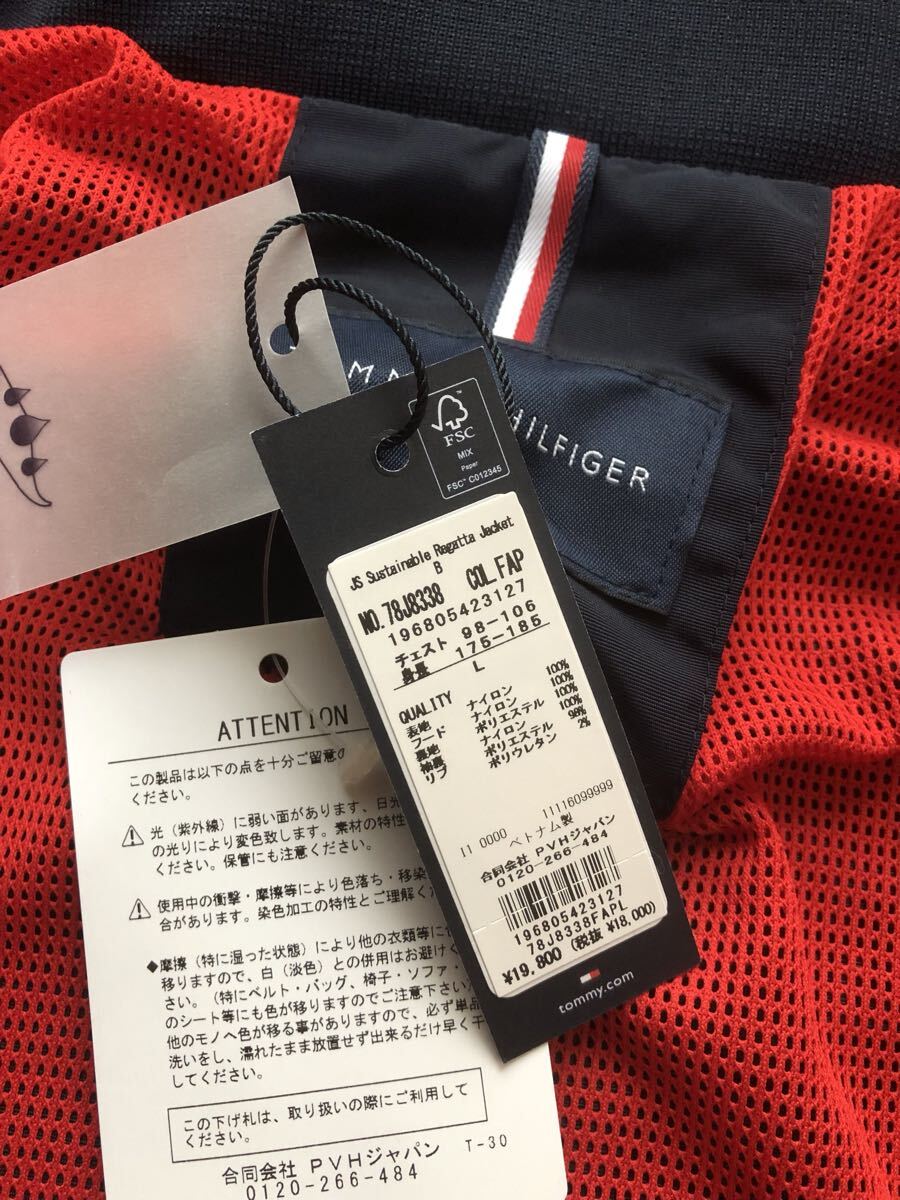 HILFIGER
FSC
MIX
Paper
FSC™ C012345
JS Sustainable Regatta Jacket
B
NO.78J8338 COL FAP
196805423127
チェスト 98-106
身長 175-185
L
QUALITY
表地 ナイロン 100%
フード ナイロン 100%
裏地 ポリエステル 100%
袖裏 ナイロン 100%
リブ ポリエステル 98%
ポリウレタン 2%
11 0000 11116099999
ベトナム製
合同会社 PVHジャパン
0120-266-484
196805423127
78J8338FAPL
¥19,800 (税抜 ¥18,000)
tommy.com
ATTENTION
この製品は以下の点を十分ご留意の
ください。
光（紫外線）に弱い面があります、日光
の光りにより変色致します。素材の特性
ください。保管にも注意ください。
使用中の衝撃・摩擦等により色落ち・移染
合があります。染色加工の特性とご理解く
◆摩擦（特に湿った状態）により他の衣類等に
移りますので、白（淡色）との併用はお避け
さい。（特にベルト・バッグ、椅子・ソファ・
のシート等にも色が移りますのでご注意下さい
他のモノへ色が移る事がありますので、必ず単品
洗いをし、濡れたまま放置せず出来るだけ早く干
してください。
この下げ札は、取り扱いの際にご利用して
ください。
合同会社 PVHジャパン T-30
0120-266-484